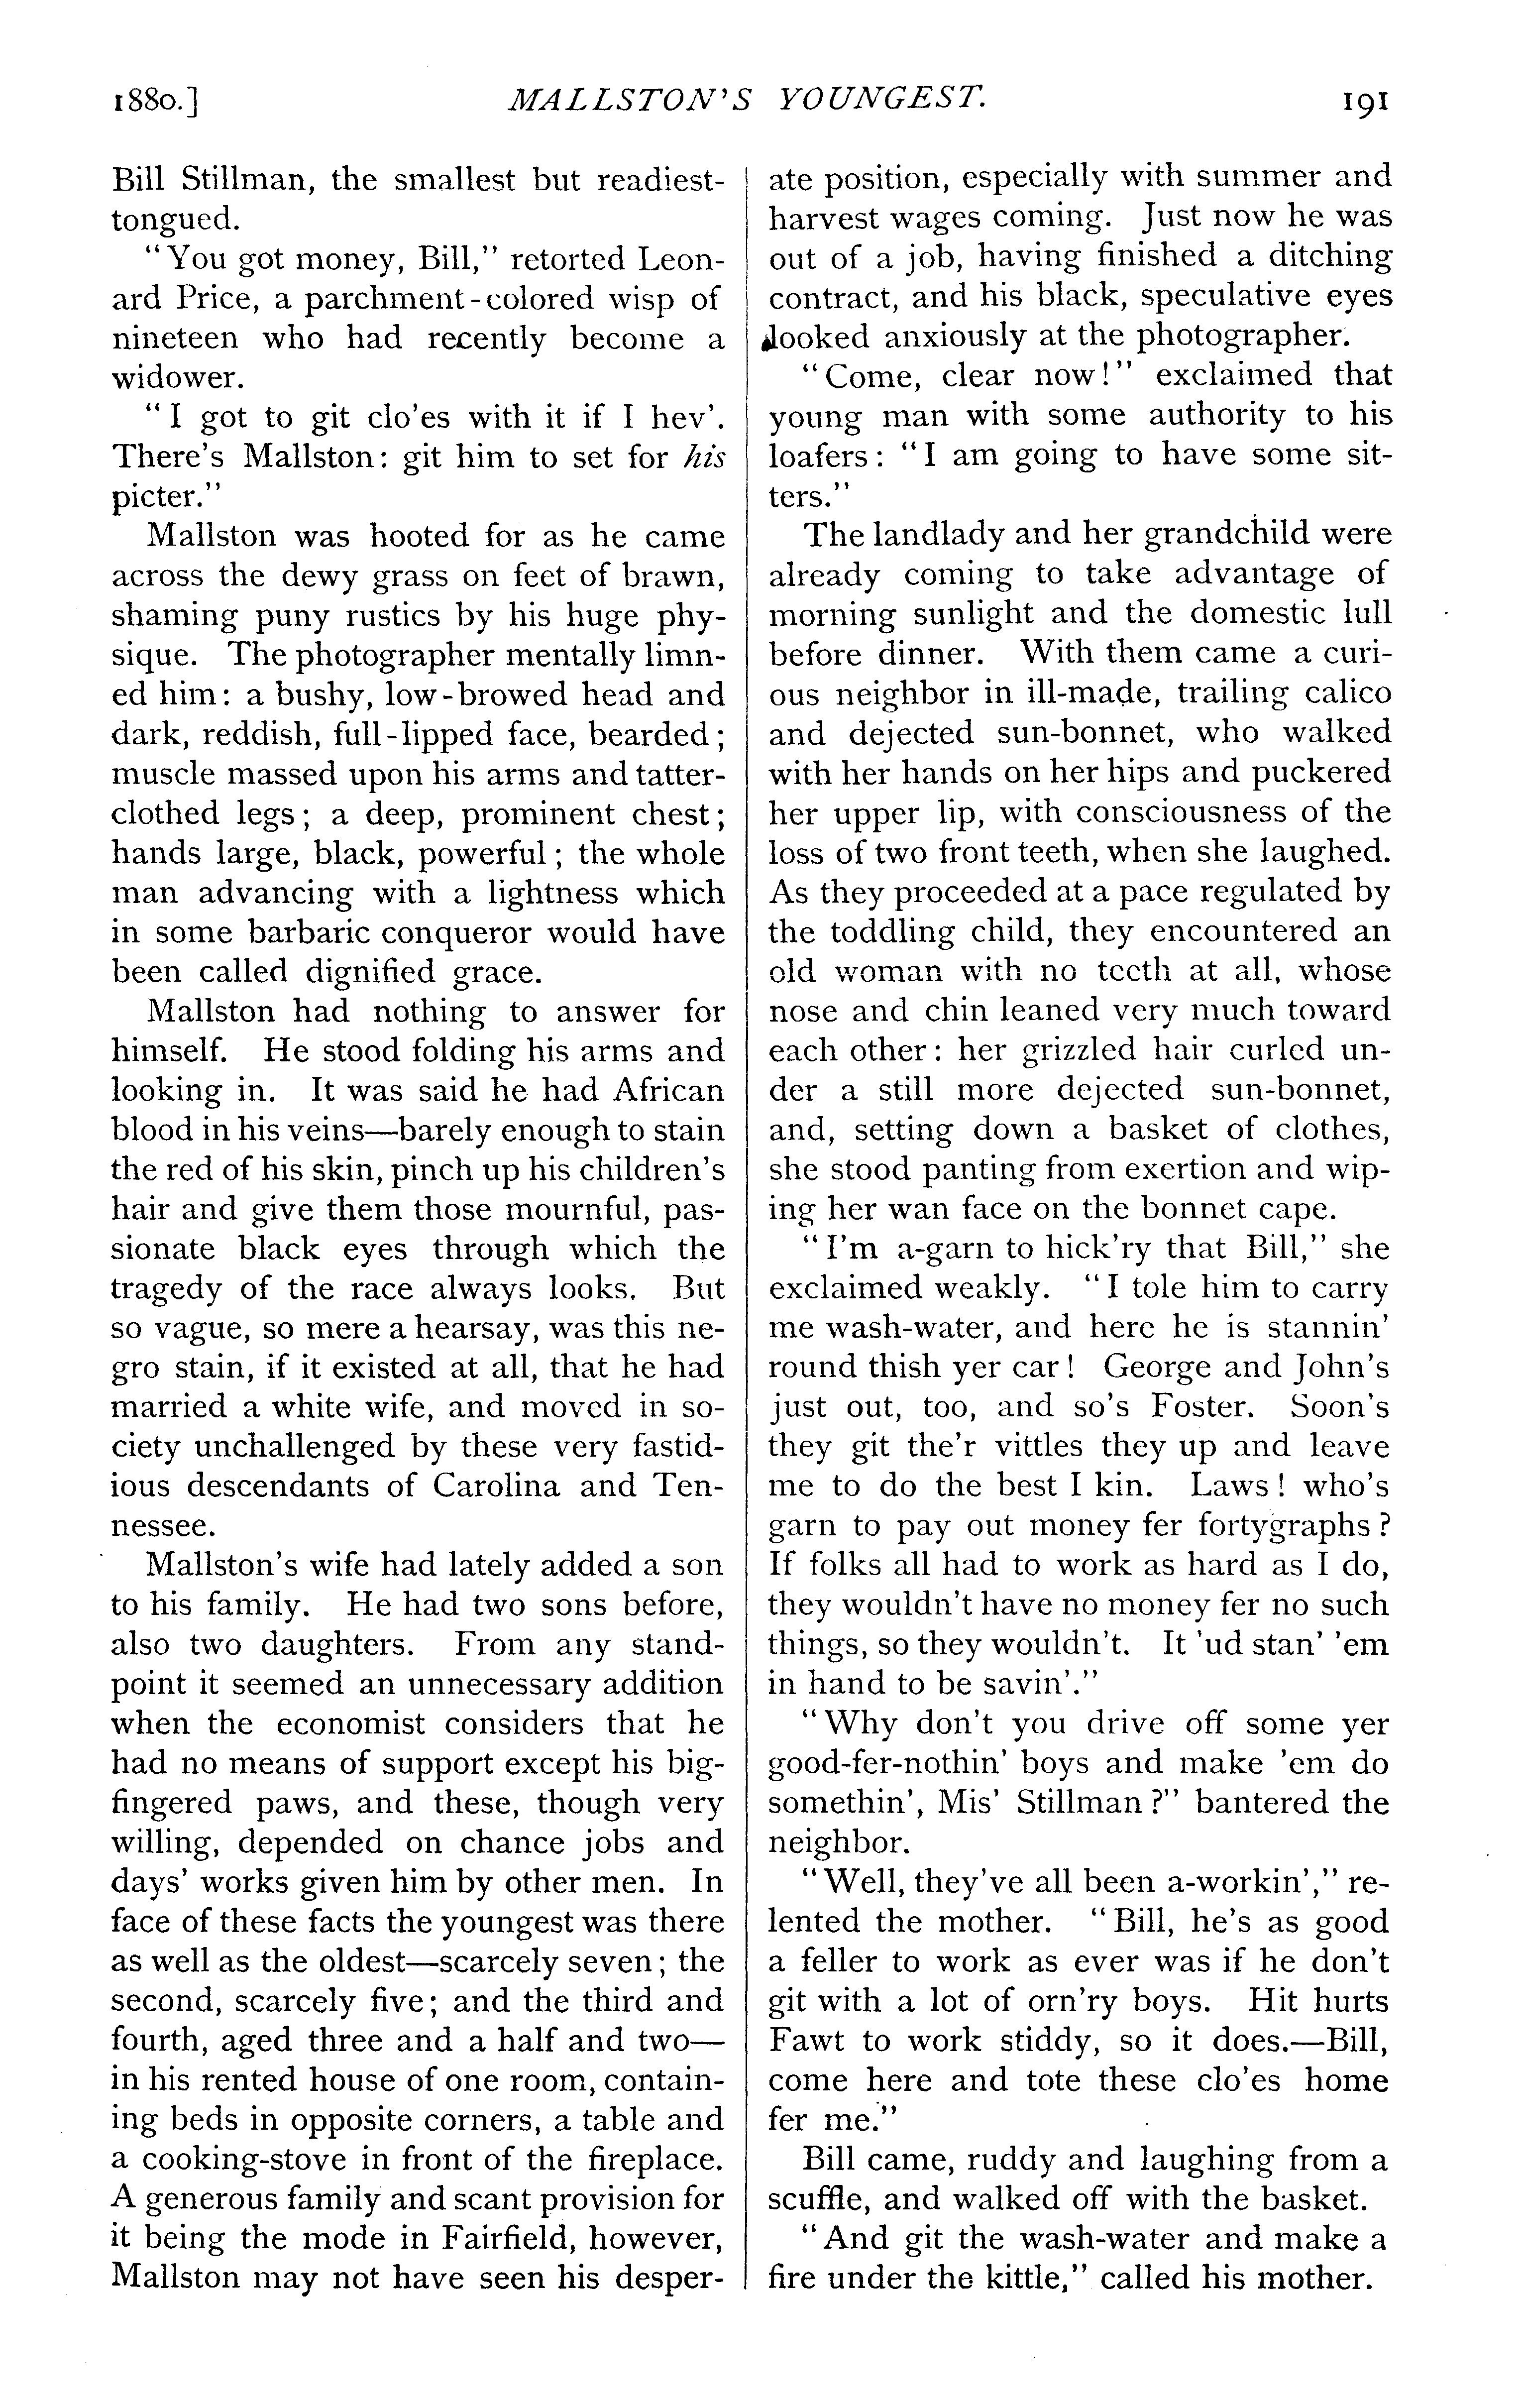 1880.] MALLSTON'S YOUNGEST. 191
Bill Stillman, the smallest but readiest-
tongued.
"You got money, Bill," retorted Leon-
ard Price, a parchment-colored wisp of
nineteen who had recently become a
widower.
"I got to git clo'es with it if I hev'.
There's Mallston: git him to set for his
picter."
Mallston was hooted for as he came
across the dewy grass on feet of brawn,
shaming puny rustics by his huge phy-
sique. The photographer mentally limn-
ed him: a bushy, low-browed head and
dark, reddish, full-lipped face, bearded;
muscle massed upon his arms and tatter-
clothed legs; a deep, prominent chest;
hands large, black, powerful; the whole
man advancing with a lightness which
in some barbaric conqueror would have
been called dignified grace.
Mallston had nothing to answer for
himself. He stood folding his arms and
looking in. It was said he had African
blood in his veins—barely enough to stain
the red of his skin, pinch up his children's
hair and give them those mournful, pas-
sionate black eyes through which the
tragedy of the race always looks. But
so vague, so mere a hearsay, was this ne-
gro stain, if it existed at all, that he had
married a white wife, and moved in so-
ciety unchallenged by these very fastid-
ious descendants of Carolina and Ten-
nessee.
Mallston's wife had lately added a son
to his family. He had two sons before,
also two daughters. From any stand-
point it seemed an unnecessary addition
when the economist considers that he
had no means of support except his big-
fingered paws, and these, though very
willing, depended on chance jobs and
days' works given him by other men. In
face of these facts the youngest was there
as well as the oldest—scarcely seven; the
second, scarcely five; and the third and
fourth, aged three and a half and two—
in his rented house of one room, contain-
ing beds in opposite corners, a table and
a cooking-stove in front of the fireplace.
A generous family and scant provision for
it being the mode in Fairfield, however,
Mallston may not have seen his desper-
ate position, especially with summer and
harvest wages coming. Just now he was
out of a job, having finished a ditching
contract, and his black, speculative eyes
looked anxiously at the photographer.
"Come, clear now!" exclaimed that
young man with some authority to his
loafers: "I am going to have some sit-
ters."
The landlady and her grandchild were
already coming to take advantage of
morning sunlight and the domestic lull
before dinner. With them came a curi-
ous neighbor in ill-made, trailing calico
and dejected sun-bonnet, who walked
with her hands on her hips and puckered
her upper lip, with consciousness of the
loss of two front teeth, when she laughed.
As they proceeded at a pace regulated by
the toddling child, they encountered an
old woman with no teeth at all, whose
nose and chin leaned very much toward
each other: her grizzled hair curled un-
der a still more dejected sun-bonnet,
and, setting down a basket of clothes,
she stood panting from exertion and wip-
ing her wan face on the bonnet cape.
"I'm a-garn to hick'ry that Bill," she
exclaimed weakly. "I tole him to carry
me wash-water, and here he is stannin'
round thish yer car! George and John's
just out, too, and so's Foster. Soon's
they git the'r vittles they up and leave
me to do the best I kin. Laws! who's
garn to pay out money fer fortygraphs?
If folks all had to work as hard as I do,
they wouldn't have no money fer no such
things, so they wouldn't. It 'ud stan' 'em
in hand to be savin'."
"Why don't you drive off some yer
good-fer-nothin' boys and make 'em do
somethin', Mis' Stillman?" bantered the
neighbor.
"Well, they've all been a-workin'," re-
lented the mother. "Bill, he's as good
a feller to work as ever was if he don't
git with a lot of orn'ry boys. Hit hurts
Fawt to work stiddy, so it does.—Bill,
come here and tote these clo'es home
fer me."
Bill came, ruddy and laughing from a
scuffle, and walked off with the basket.
"And git the wash-water and make a
fire under the kittle," called his mother.